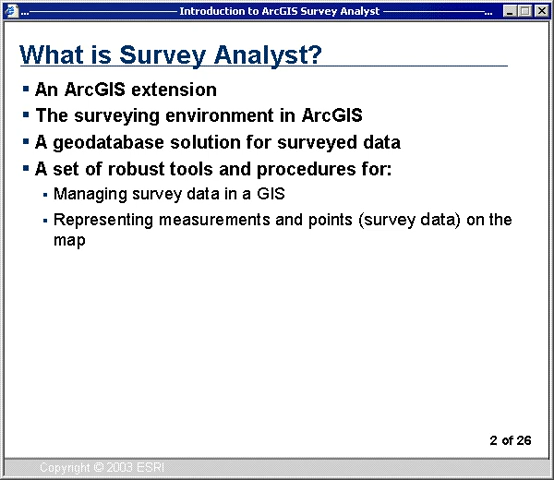 ... Introduction to ArcGIS Survey Analyst ...
What is Survey Analyst?
▪ An ArcGIS extension
▪ The surveying environment in ArcGIS
▪ A geodatabase solution for surveyed data
▪ A set of robust tools and procedures for:
▪ Managing survey data in a GIS
▪ Representing measurements and points (survey data) on the
map
2 of 26
Copyright © 2003 ESRI